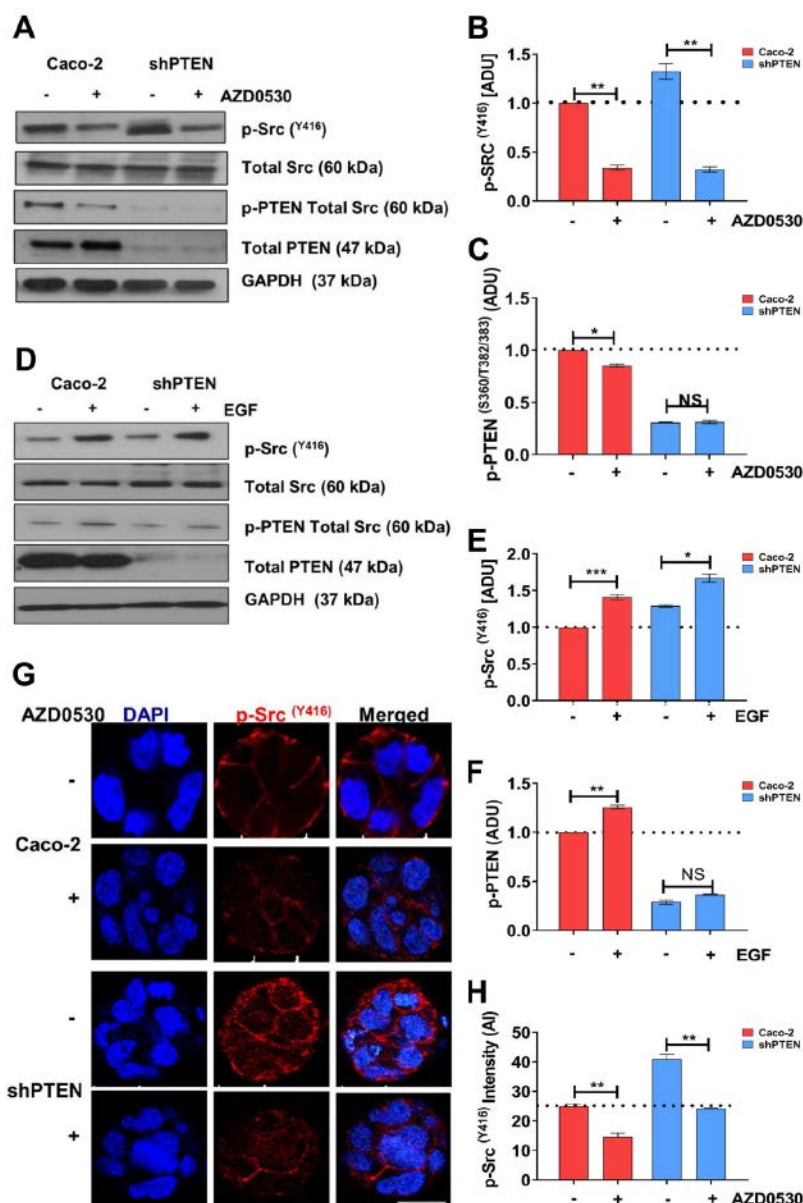 A
Caco-2 shPTEN
- + - + AZD0530
p-Src (Y416)
Total Src (60 kDa)
p-PTEN Total Src (60 kDa)
Total PTEN (47 kDa)
GAPDH (37 kDa)
B
p-SRC (Y416) [ADU]
1.5
1.0
0.5
0.0
** **
Caco-2
shPTEN
- + - + AZD0530
C
p-PTEN (S360/T382/383) (ADU)
1.5
1.0
0.5
0.0
* NS
Caco-2
shPTEN
- + - + AZD0530
D
Caco-2 shPTEN
- + - + EGF
p-Src (Y416)
Total Src (60 kDa)
p-PTEN Total Src (60 kDa)
Total PTEN (47 kDa)
GAPDH (37 kDa)
E
p-Src (Y416) [ADU]
2.0
1.5
1.0
0.5
0.0
*** *
Caco-2
shPTEN
- + - + EGF
F
p-PTEN (ADU)
1.5
1.0
0.5
0.0
** NS
Caco-2
shPTEN
- + - + EGF
G
AZD0530 DAPI p-Src (Y416) Merged
-
Caco-2
+
-
shPTEN
+
H
p-Src (Y416) Intensity (AI)
50
40
30
20
10
0
** **
Caco-2
shPTEN
- + - + AZD0530